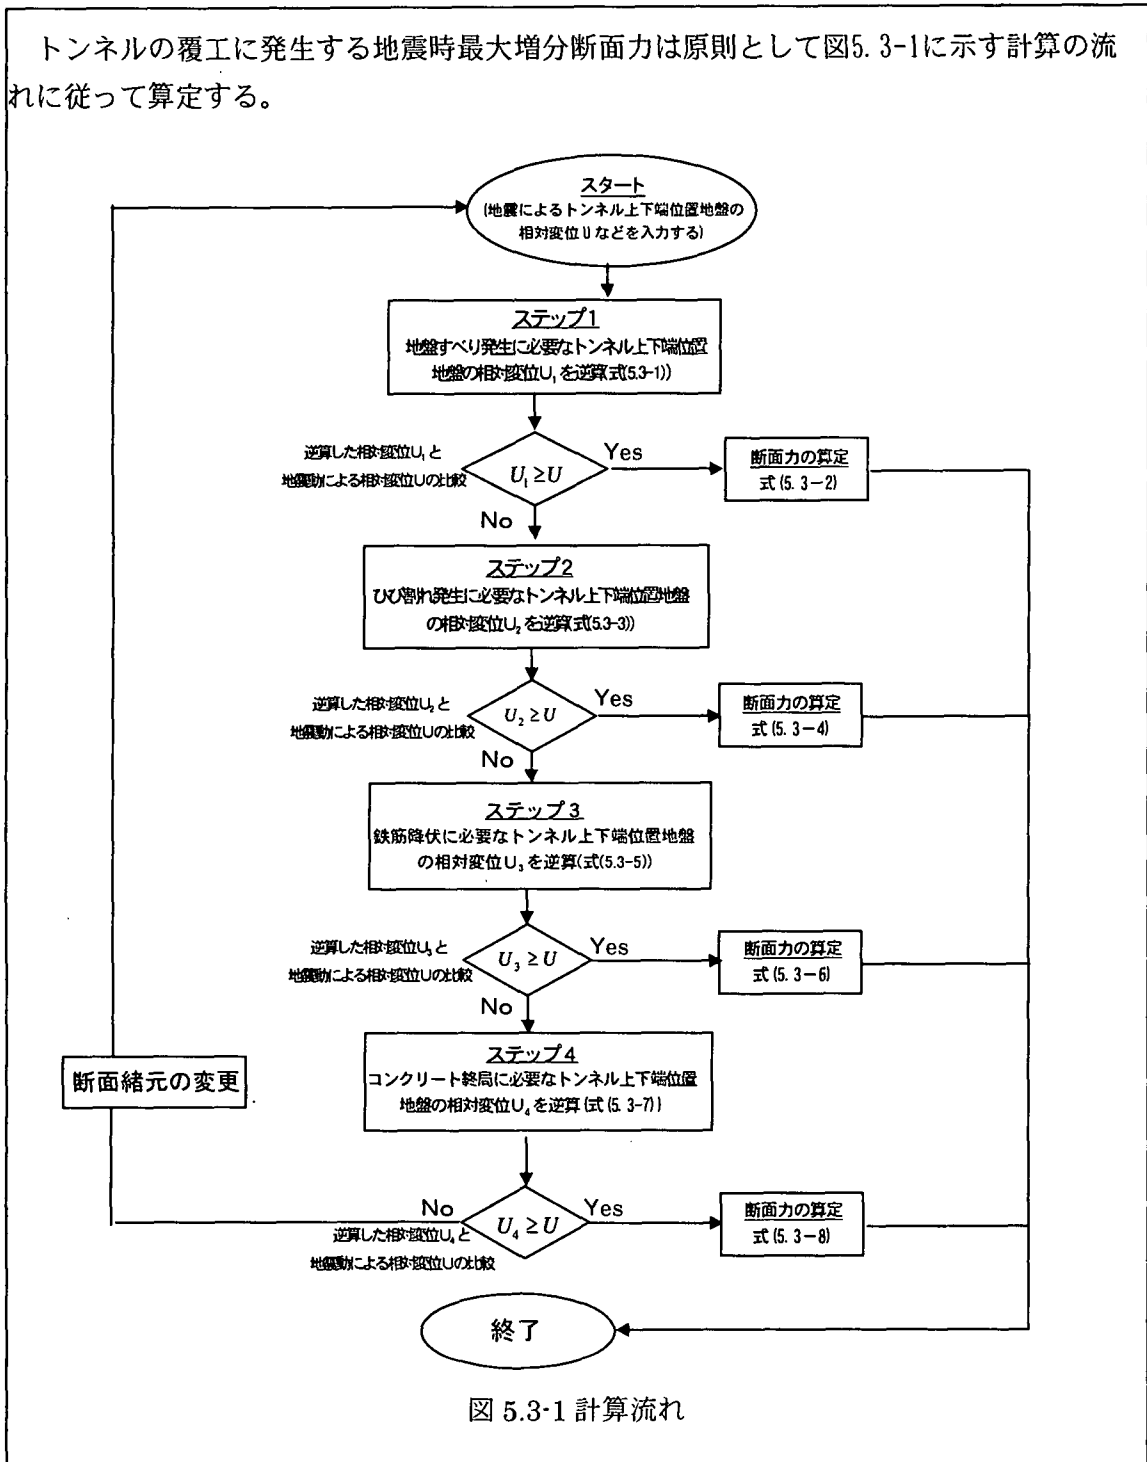 トンネルの覆工に発生する地震時最大増分断面力は原則として図5.3-1に示す計算の流
れに従って算定する。
スタート
(地震によるトンネル上下端位置地盤の
相対変位Uなどを入力する)
ステップ1
地盤すべり発生に必要なトンネル上下端位置
地盤の相対変位U₁を逆算(式(5.3-1))
逆算した相対変位U₁と
地震動による相対変位Uの比較
U₁≥U
Yes
断面力の算定
式(5.3-2)
No
ステップ2
ひび割れ発生に必要なトンネル上下端位置地盤
の相対変位U₂を逆算(式(5.3-3))
逆算した相対変位U₂と
地震動による相対変位Uの比較
U₂≥U
Yes
断面力の算定
式(5.3-4)
No
ステップ3
鉄筋降伏に必要なトンネル上下端位置地盤
の相対変位U₃を逆算(式(5.3-5))
逆算した相対変位U₃と
地震動による相対変位Uの比較
U₃≥U
Yes
断面力の算定
式(5.3-6)
No
ステップ4
コンクリート終局に必要なトンネル上下端位置
地盤の相対変位U₄を逆算(式(5.3-7))
断面緒元の変更
No
U₄≥U
Yes
断面力の算定
式(5.3-8)
逆算した相対変位U₄と
地震動による相対変位Uの比較
終了
図 5.3-1 計算流れ